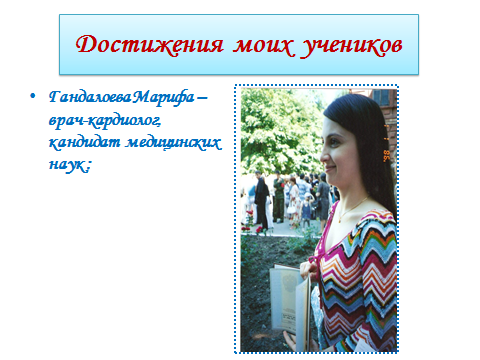 Достижения моих учеников
• Гандалоева Марифа –
врач-кардиолог,
кандидат медицинских
наук;